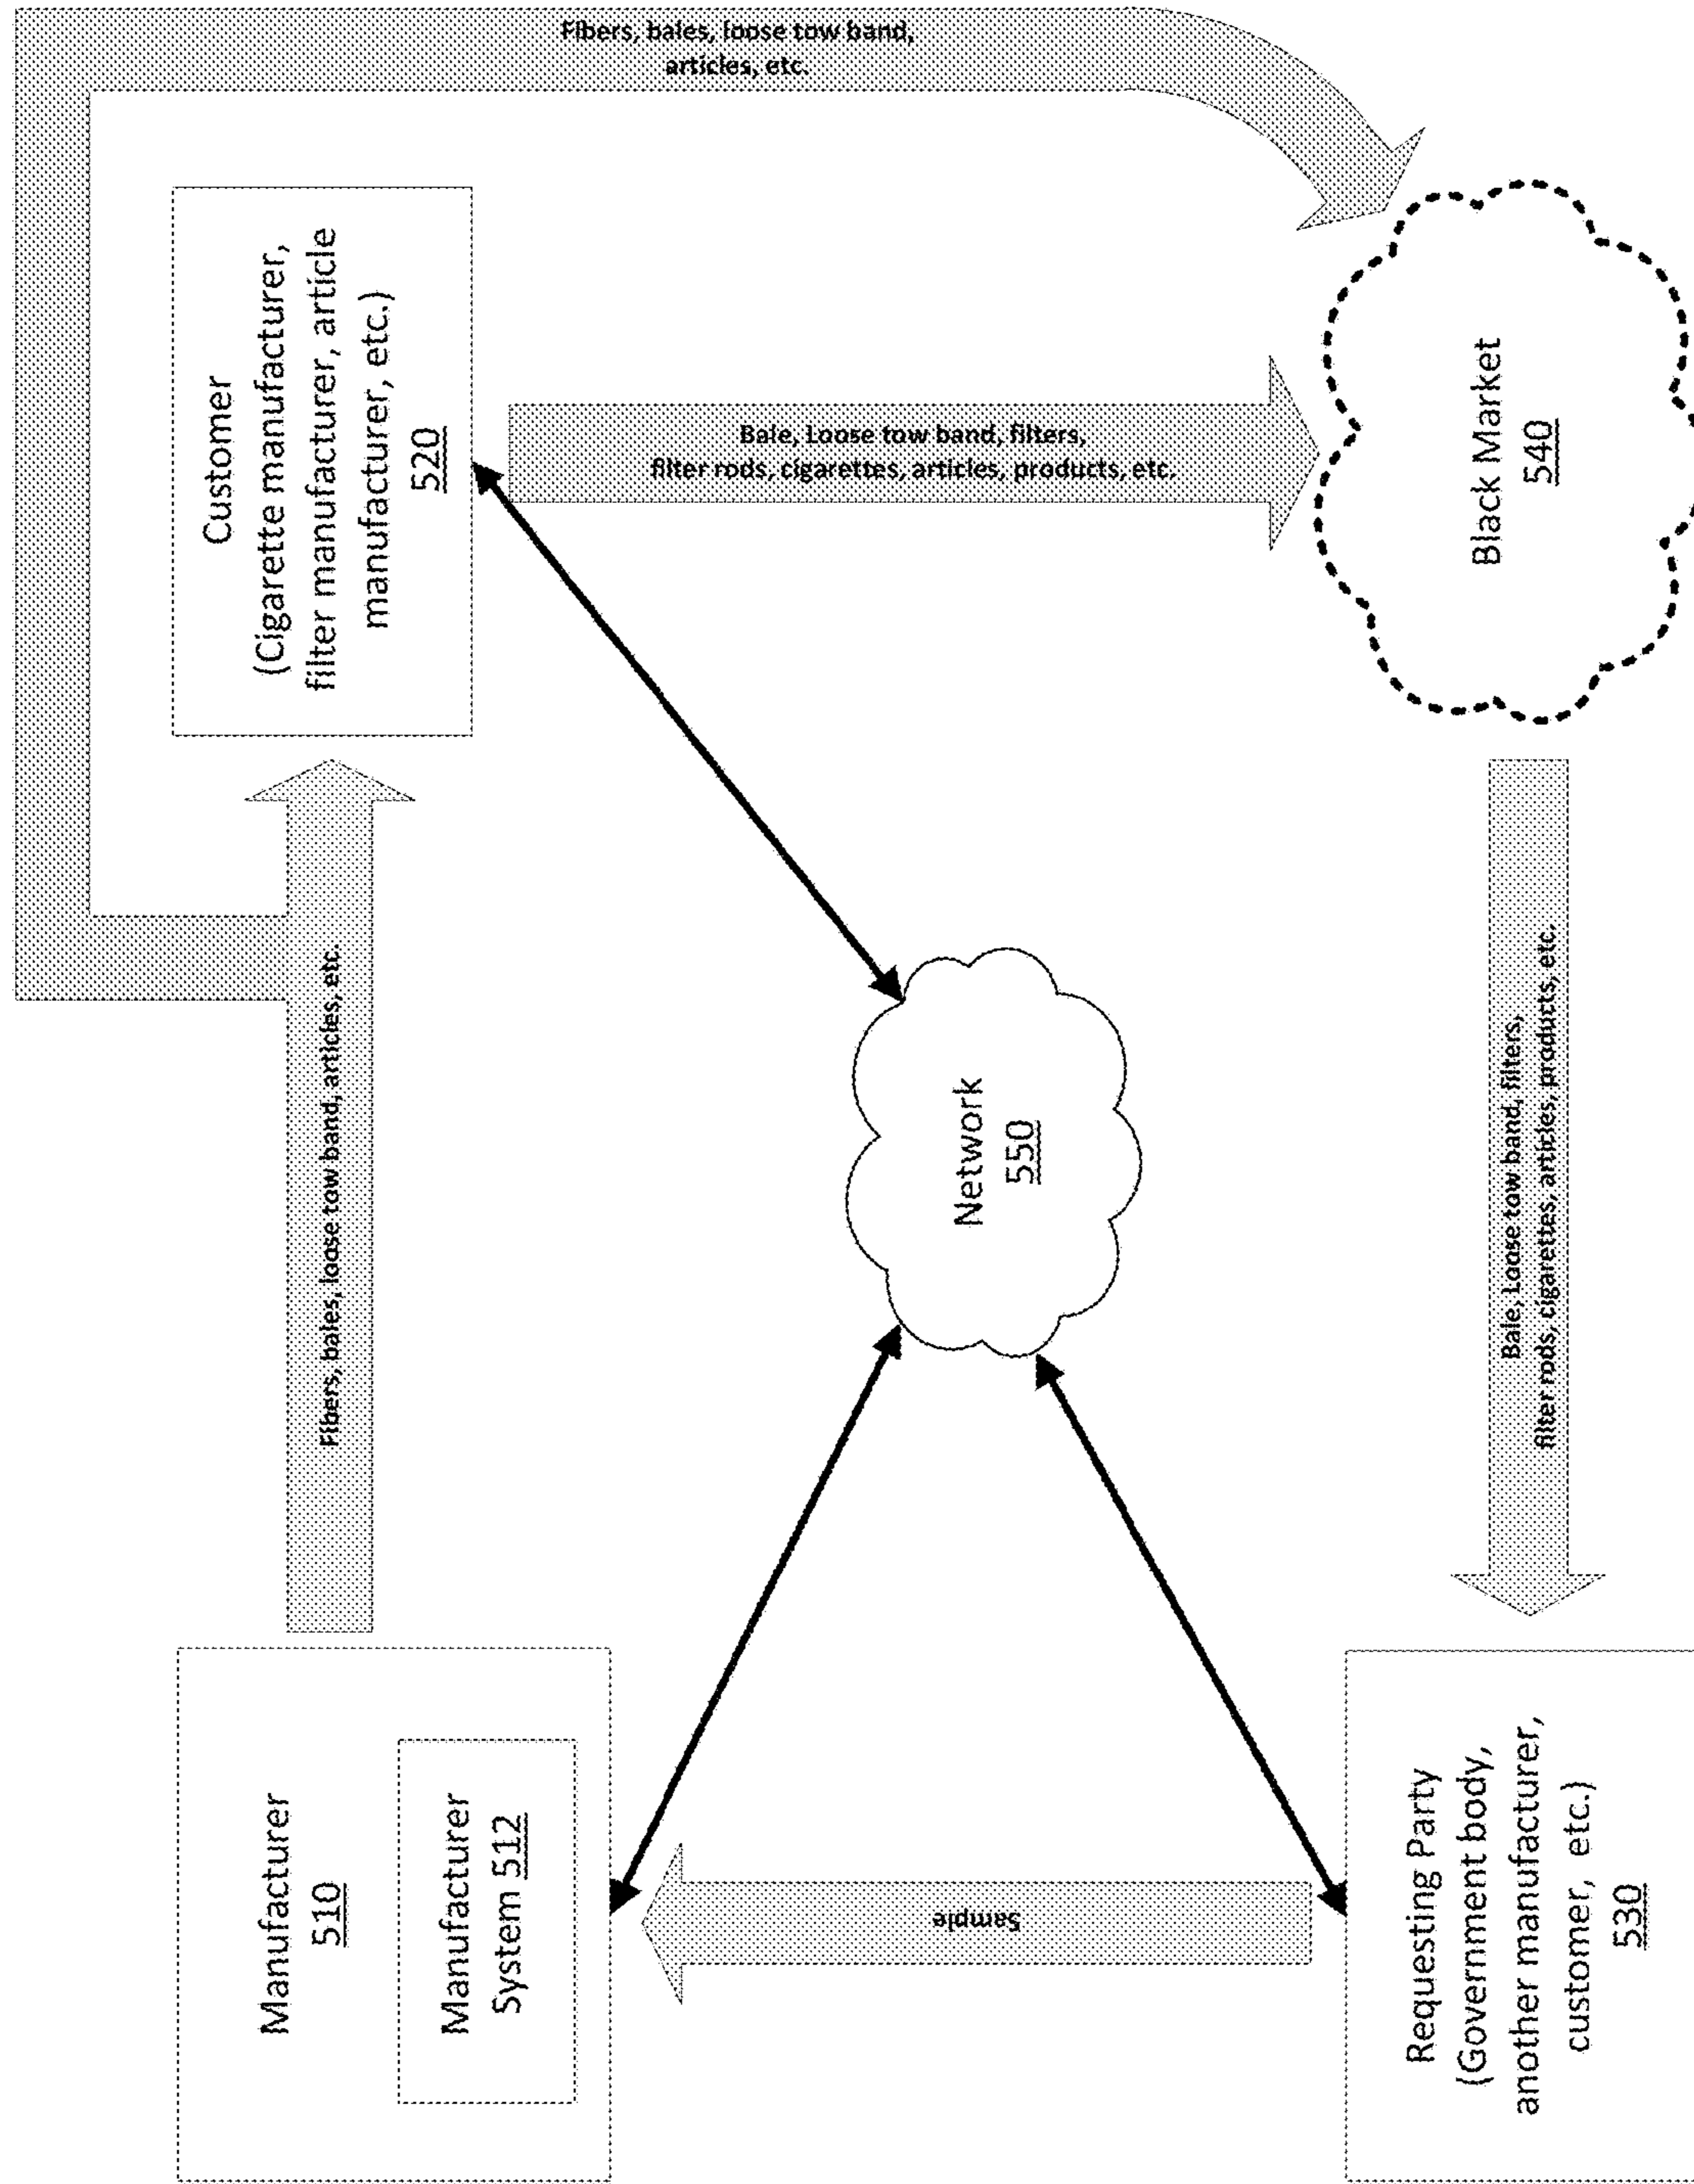 Manufacturer
510
Manufacturer
System 512
Fibers, bales, loose tow band, articles, etc.
Customer
(Cigarette manufacturer,
filter manufacturer, article
manufacturer, etc.)
520
Fibers, bales, loose tow band,
articles, etc.
Sample
Network
550
Bale, Loose tow band, filters,
filter rods, cigarettes, articles, products, etc.
Requesting Party
(Government body,
another manufacturer,
customer, etc.)
530
Bale, Loose tow band, filters,
filter rods, cigarettes, articles, products, etc.
Black Market
540